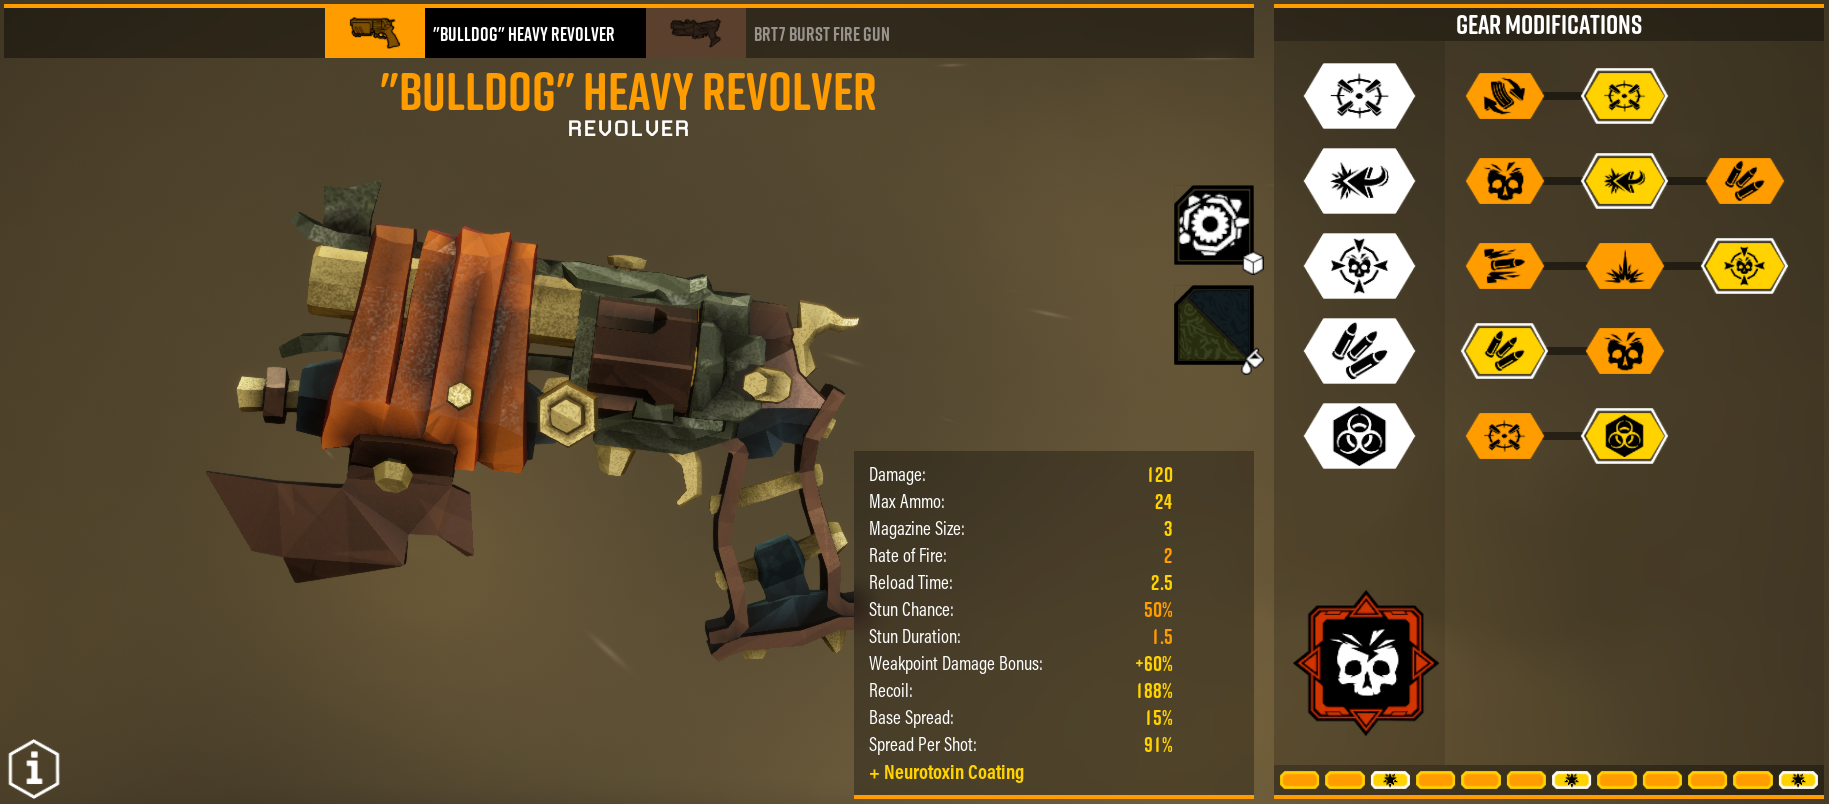 "BULLDOG" HEAVY REVOLVER
BRT7 BURST FIRE GUN
GEAR MODIFICATIONS
"BULLDOG" HEAVY REVOLVER
REVOLVER
Damage: 120
Max Ammo: 24
Magazine Size: 3
Rate of Fire: 2
Reload Time: 2.5
Stun Chance: 50%
Stun Duration: 1.5
Weakpoint Damage Bonus: +60%
Recoil: 188%
Base Spread: 15%
Spread Per Shot: 91%
+ Neurotoxin Coating